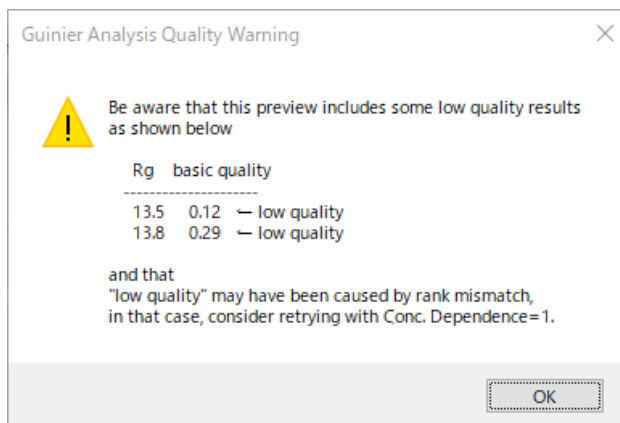 Guinier Analysis Quality Warning
Be aware that this preview includes some low quality results
as shown below
Rg basic quality
---------------------
13.5 0.12 ← low quality
13.8 0.29 ← low quality
and that
"low quality" may have been caused by rank mismatch,
in that case, consider retrying with Conc. Dependence=1.
OK